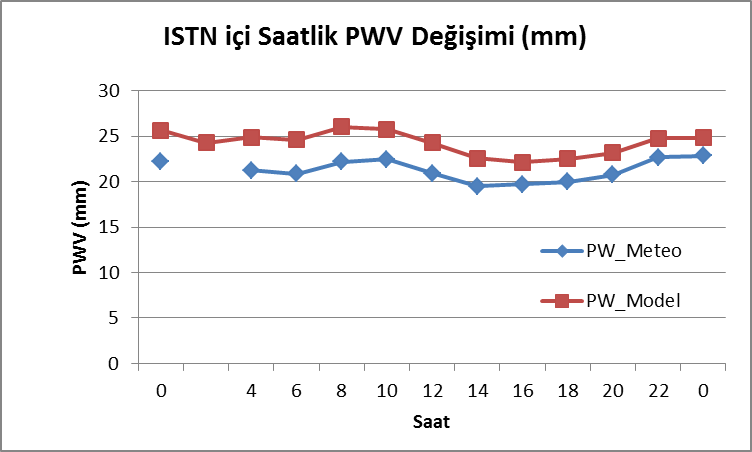 ISTN içi Saatlik PWV Değişimi (mm)
30
25
20
15
10
5
0
PWV (mm)
PW_Meteo
PW_Model
0 4 6 8 10 12 14 16 18 20 22 0
Saat